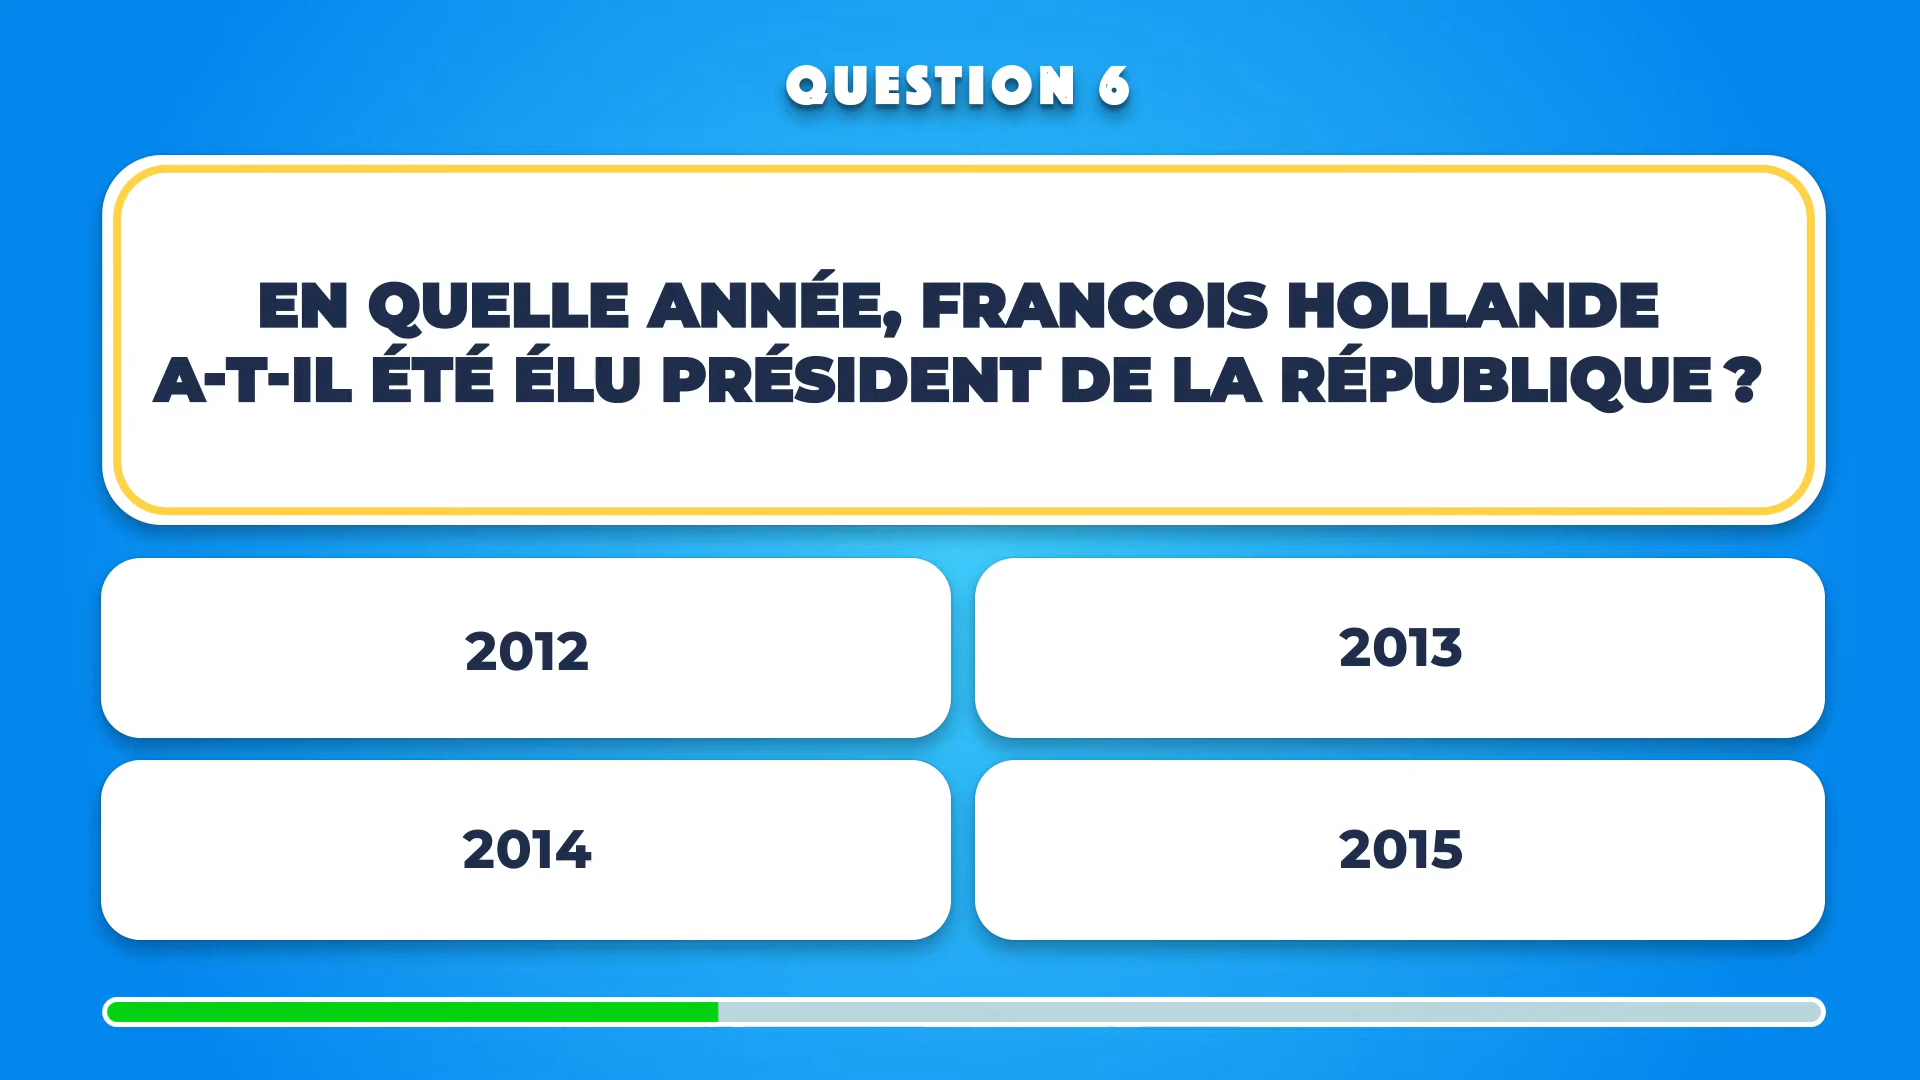 QUESTION 6
EN QUELLE ANNÉE, FRANCOIS HOLLANDE
A-T-IL ÉTÉ ÉLU PRÉSIDENT DE LA RÉPUBLIQUE ?
2012
2013
2014
2015